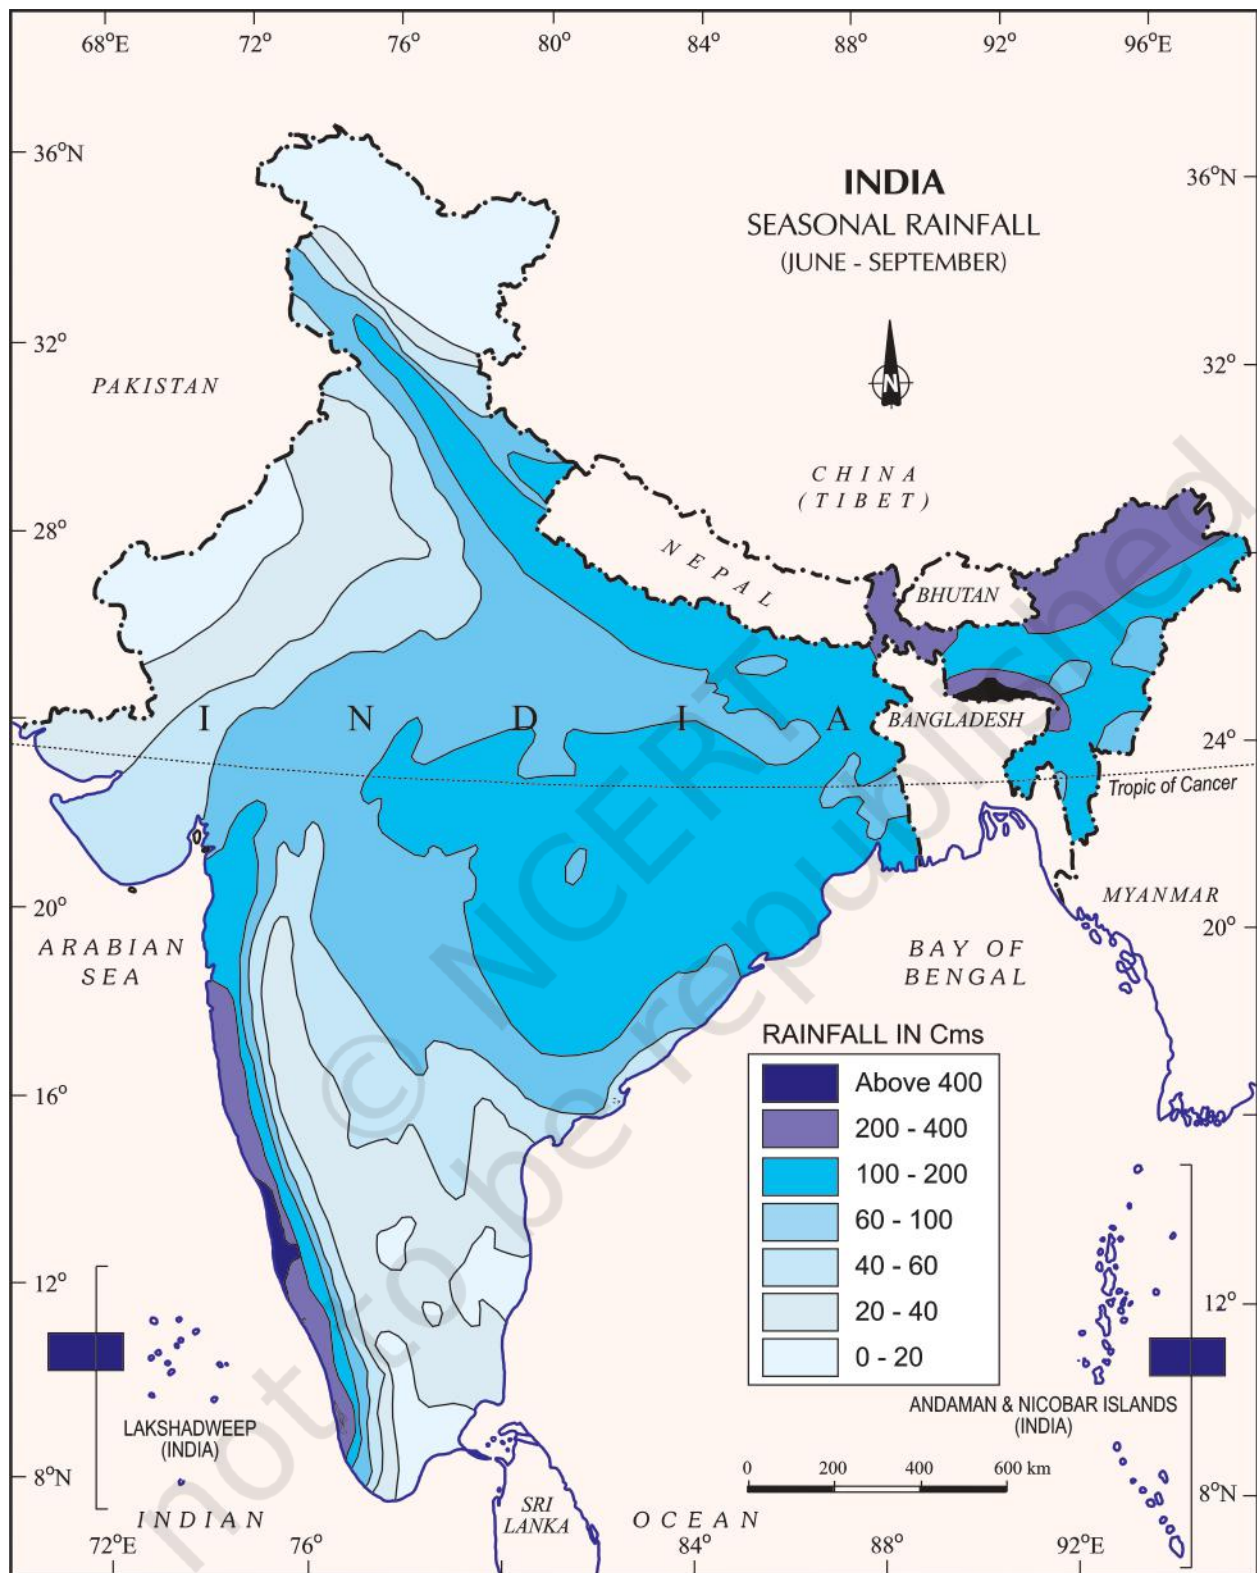 68°E 72° 76° 80° 84° 88° 92° 96°E
36°N
36°N
INDIA
SEASONAL RAINFALL
(JUNE - SEPTEMBER)
32°
32°
N
PAKISTAN
CHINA
(TIBET)
28°
NEPAL
BHUTAN
I N D I A
BANGLADESH
24°
Tropic of Cancer
MYANMAR
20°
20°
ARABIAN
SEA
BAY OF
BENGAL
RAINFALL IN Cms
Above 400
200 - 400
100 - 200
60 - 100
40 - 60
20 - 40
0 - 20
16°
12°
12°
LAKSHADWEEP
(INDIA)
ANDAMAN & NICOBAR ISLANDS
(INDIA)
8°N
8°N
0 200 400 600 km
SRI
LANKA
INDIAN OCEAN
72°E 76° 84° 88° 92°E
© NCERT
not to be republished